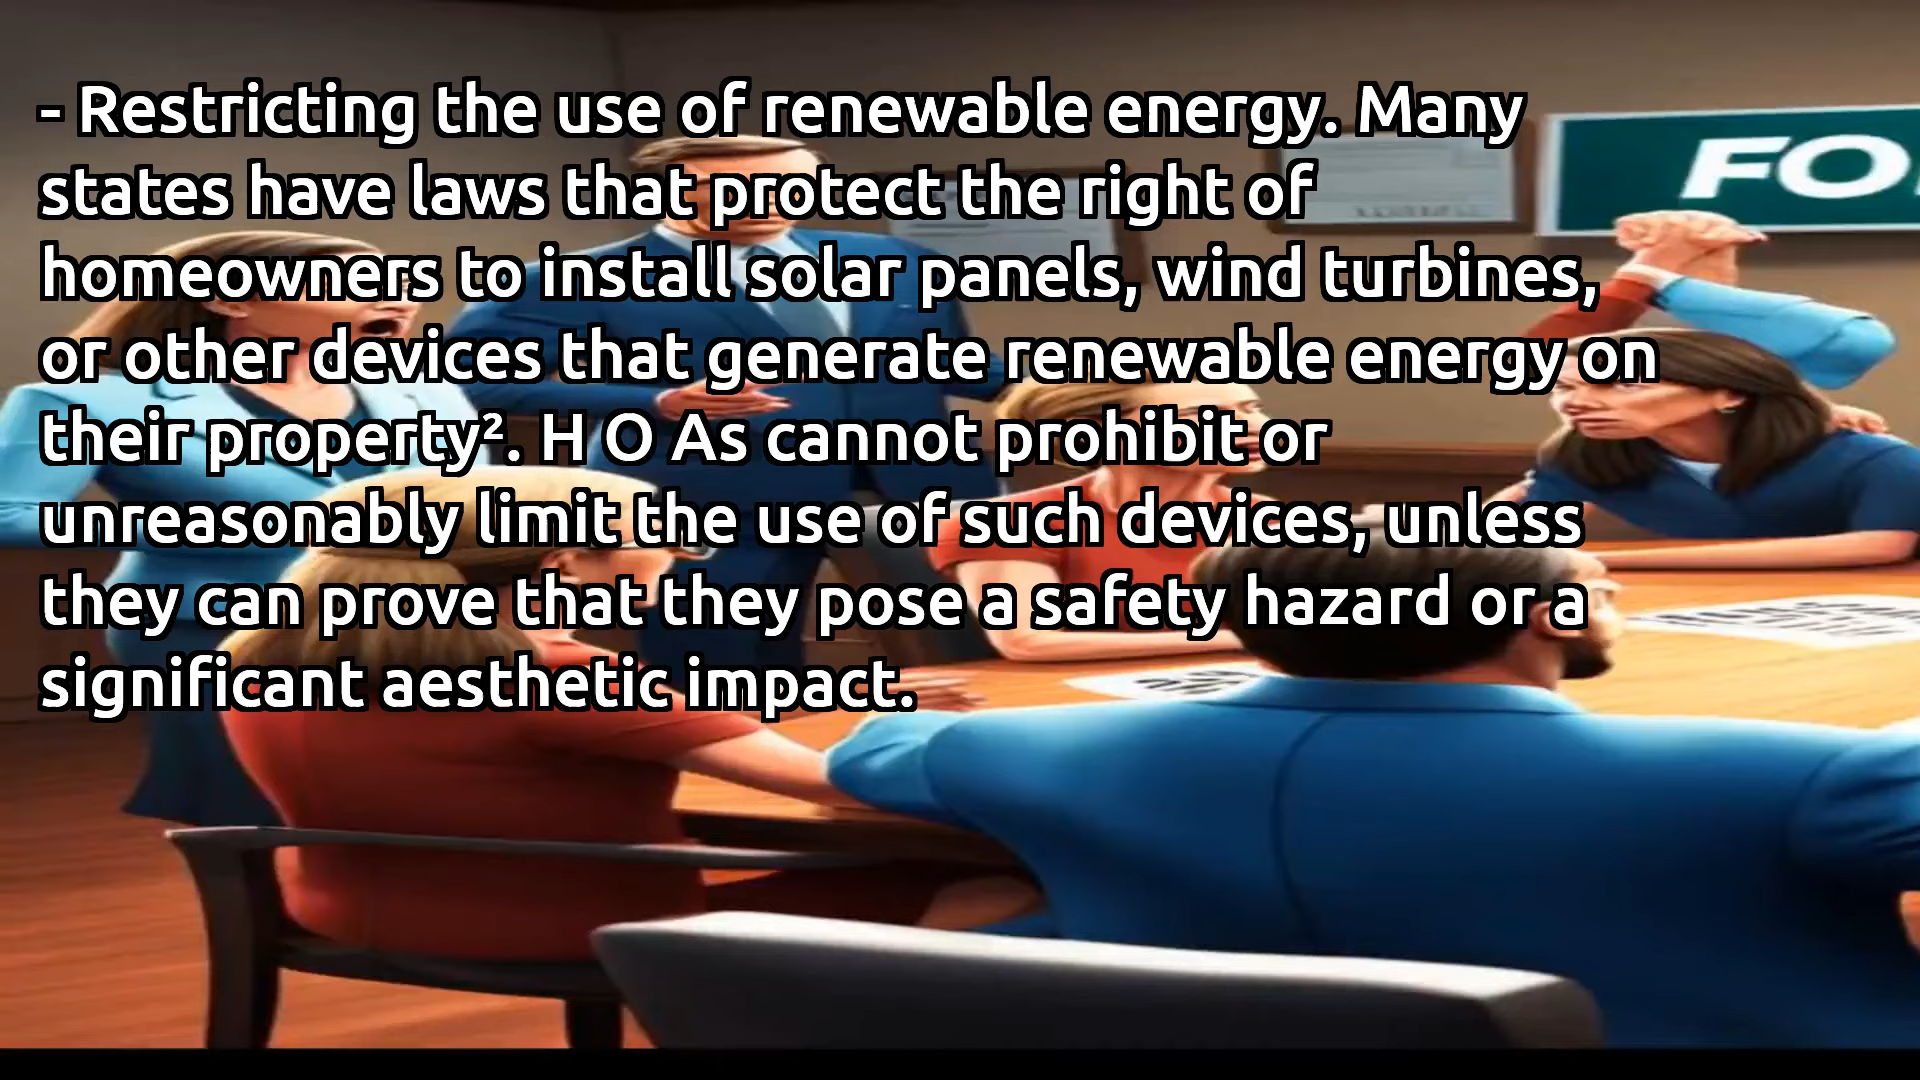 - Restricting the use of renewable energy. Many
states have laws that protect the right of
homeowners to install solar panels, wind turbines,
or other devices that generate renewable energy on
their property². H O As cannot prohibit or
unreasonably limit the use of such devices, unless
they can prove that they pose a safety hazard or a
significant aesthetic impact.
FO